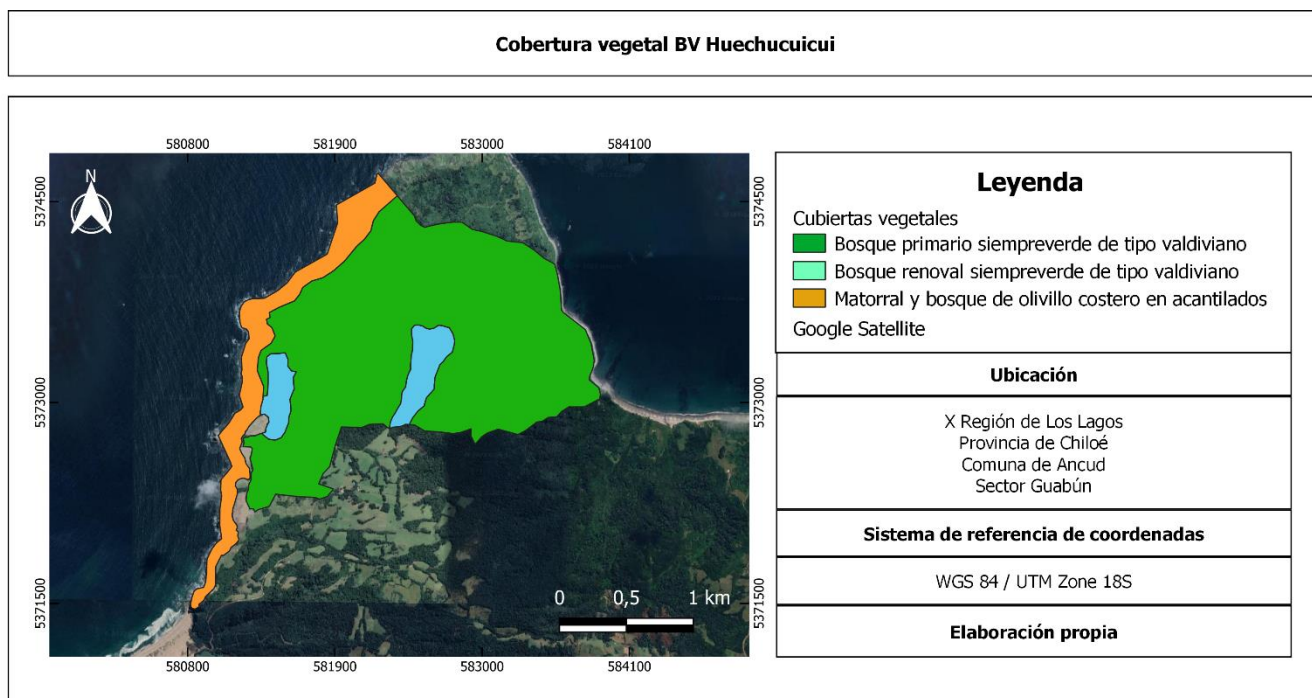 Cobertura vegetal BV Huechucuicui
580800 581900 583000 584100
N
5374500 5374500
5373000 5373000
5371500 5371500
0 0,5 1 km
580800 581900 583000 584100
Leyenda
Cubiertas vegetales
Bosque primario siempreverde de tipo valdiviano
Bosque renoval siempreverde de tipo valdiviano
Matorral y bosque de olivillo costero en acantilados
Google Satellite
Ubicación
X Región de Los Lagos
Provincia de Chiloé
Comuna de Ancud
Sector Guabún
Sistema de referencia de coordenadas
WGS 84 / UTM Zone 18S
Elaboración propia